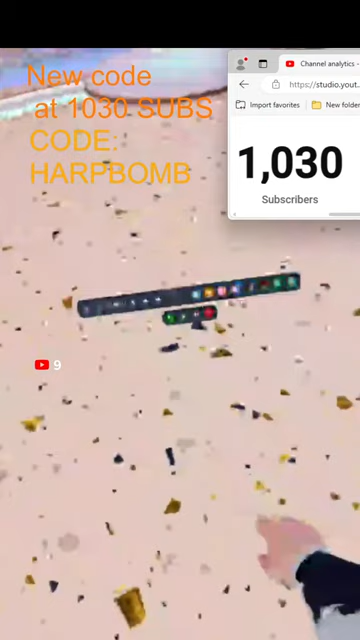 New code
at 1030 SUBS
CODE:
HARPBOMB
Channel analytics -
https://studio.yout
Import favorites
New folder
1,030
Subscribers
9